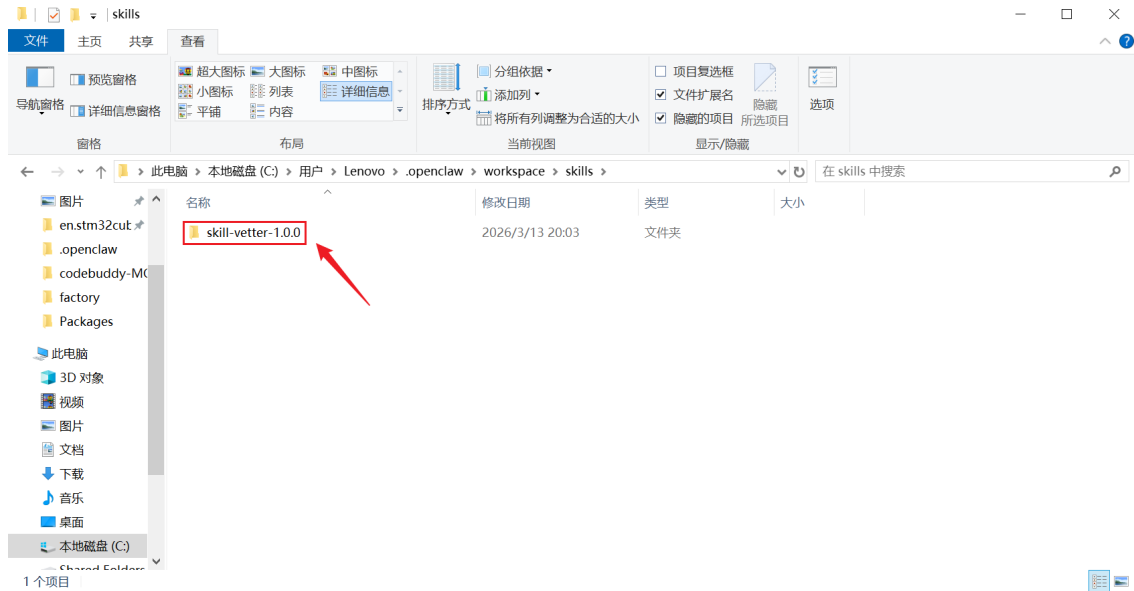 skills
文件 主页 共享 查看
导航窗格
预览窗格
详细信息窗格
窗格
超大图标 大图标 中图标
小图标 列表 详细信息
平铺 内容
布局
排序方式
分组依据
添加列
将所有列调整为合适的大小
当前视图
项目复选框
文件扩展名
隐藏的项目
隐藏
所选项目
显示/隐藏
选项
此电脑 > 本地磁盘 (C:) > 用户 > Lenovo > .openclaw > workspace > skills >
在 skills 中搜索
图片
en.stm32cub
.openclaw
codebuddy-MC
factory
Packages
此电脑
3D 对象
视频
图片
文档
下载
音乐
桌面
本地磁盘 (C:)
Shared Folders
名称 修改日期 类型 大小
skill-vetter-1.0.0 2026/3/13 20:03 文件夹
1 个项目